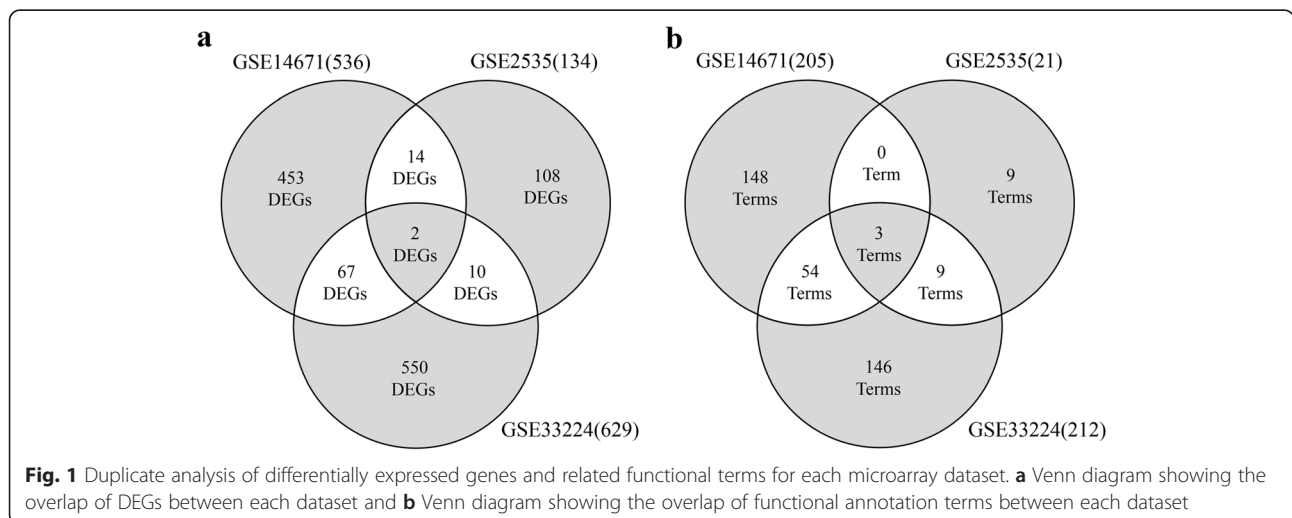 a
GSE14671(536)
GSE2535(134)
14
DEGs
453
DEGs
108
DEGs
2
DEGs
67
DEGs
10
DEGs
550
DEGs
GSE33224(629)
b
GSE14671(205)
GSE2535(21)
0
Term
148
Terms
9
Terms
3
Terms
54
Terms
9
Terms
146
Terms
GSE33224(212)
Fig. 1 Duplicate analysis of differentially expressed genes and related functional terms for each microarray dataset. a Venn diagram showing the
overlap of DEGs between each dataset and b Venn diagram showing the overlap of functional annotation terms between each dataset